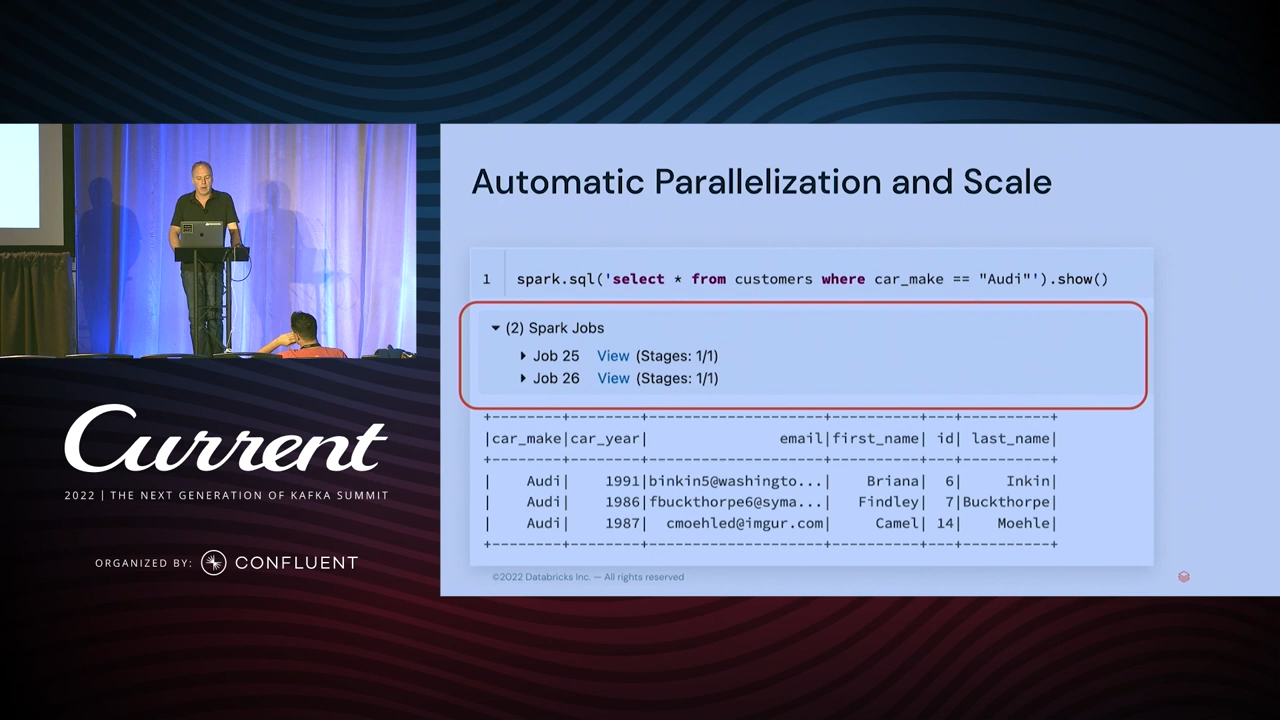 Automatic Parallelization and Scale
1 spark.sql('select * from customers where car_make == "Audi"').show()
(2) Spark Jobs
Job 25 View (Stages: 1/1)
Job 26 View (Stages: 1/1)
+--------+--------+--------------------+----------+---+----------+
|car_make|car_year| email|first_name| id| last_name|
+--------+--------+--------------------+----------+---+----------+
| Audi| 1991|binkin5@washingto...| Briana| 6| Inkin|
| Audi| 1986|fbuckthorpe6@syma...| Findley| 7|Buckthorpe|
| Audi| 1987| cmoehled@imgur.com| Camel| 14| Moehle|
+--------+--------+--------------------+----------+---+----------+
©2022 Databricks Inc. — All rights reserved
Current
2022 | THE NEXT GENERATION OF KAFKA SUMMIT
ORGANIZED BY: CONFLUENT